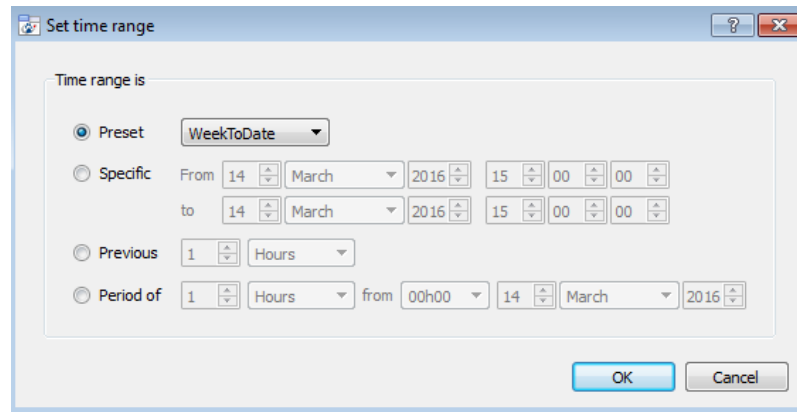 Set time range
Time range is
Preset WeekToDate
Specific From 14 March 2016 15 00 00
to 14 March 2016 15 00 00
Previous 1 Hours
Period of 1 Hours from 00h00 14 March 2016
OK Cancel